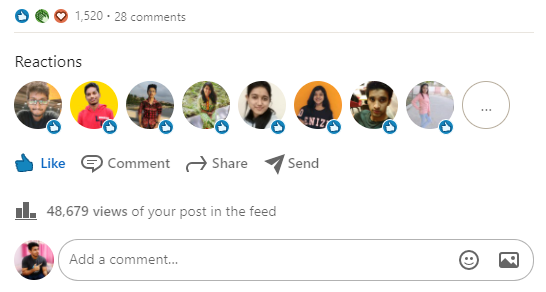 1,520 • 28 comments
Reactions
...
Like Comment Share Send
48,679 views of your post in the feed
Add a comment...